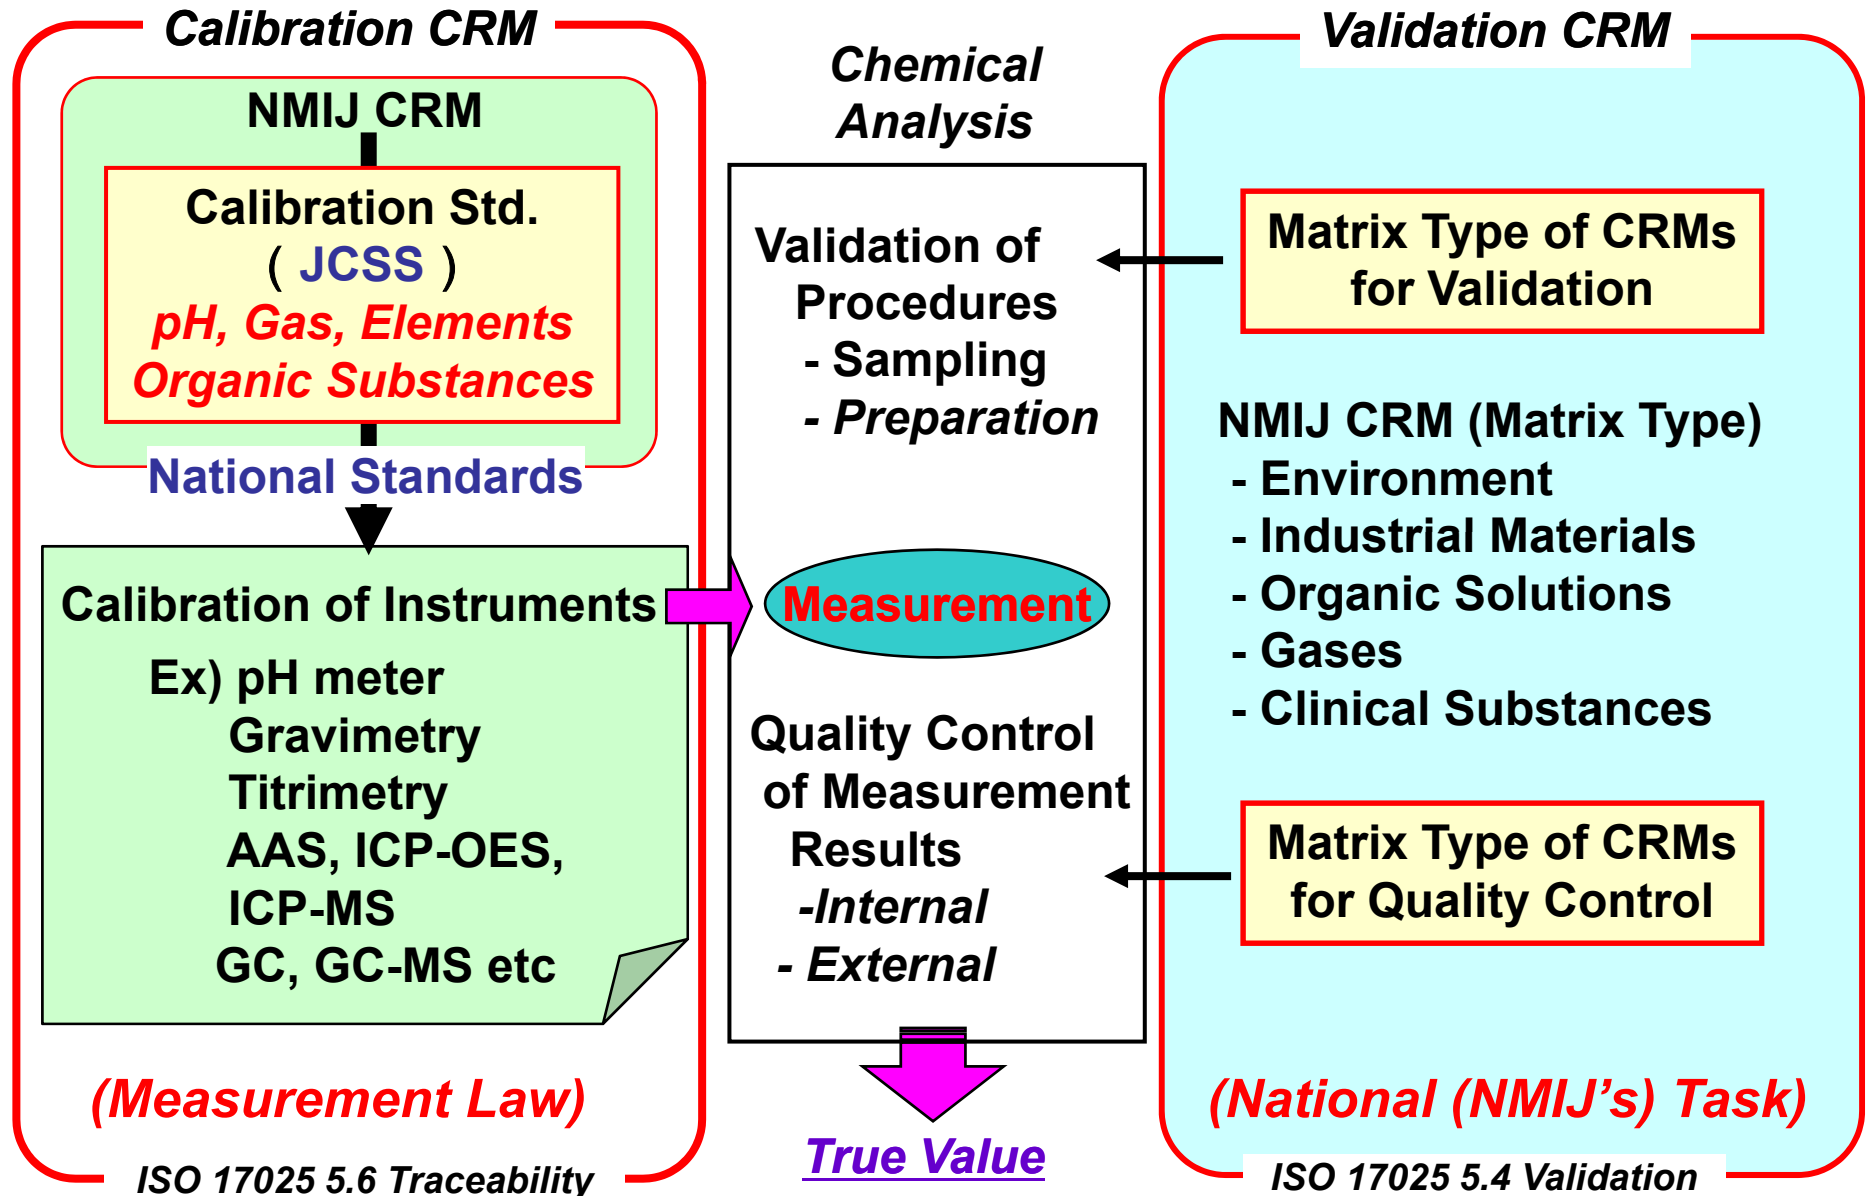 Calibration CRM
NMIJ CRM
Calibration Std.
( JCSS )
pH, Gas, Elements
Organic Substances
National Standards
Calibration of Instruments
Ex) pH meter
Gravimetry
Titrimetry
AAS, ICP-OES,
ICP-MS
GC, GC-MS etc
(Measurement Law)
ISO 17025 5.6 Traceability
Chemical
Analysis
Validation of
Procedures
- Sampling
- Preparation
Measurement
Quality Control
of Measurement
Results
-Internal
- External
True Value
Validation CRM
Matrix Type of CRMs
for Validation
NMIJ CRM (Matrix Type)
- Environment
- Industrial Materials
- Organic Solutions
- Gases
- Clinical Substances
Matrix Type of CRMs
for Quality Control
(National (NMIJ’s) Task)
ISO 17025 5.4 Validation